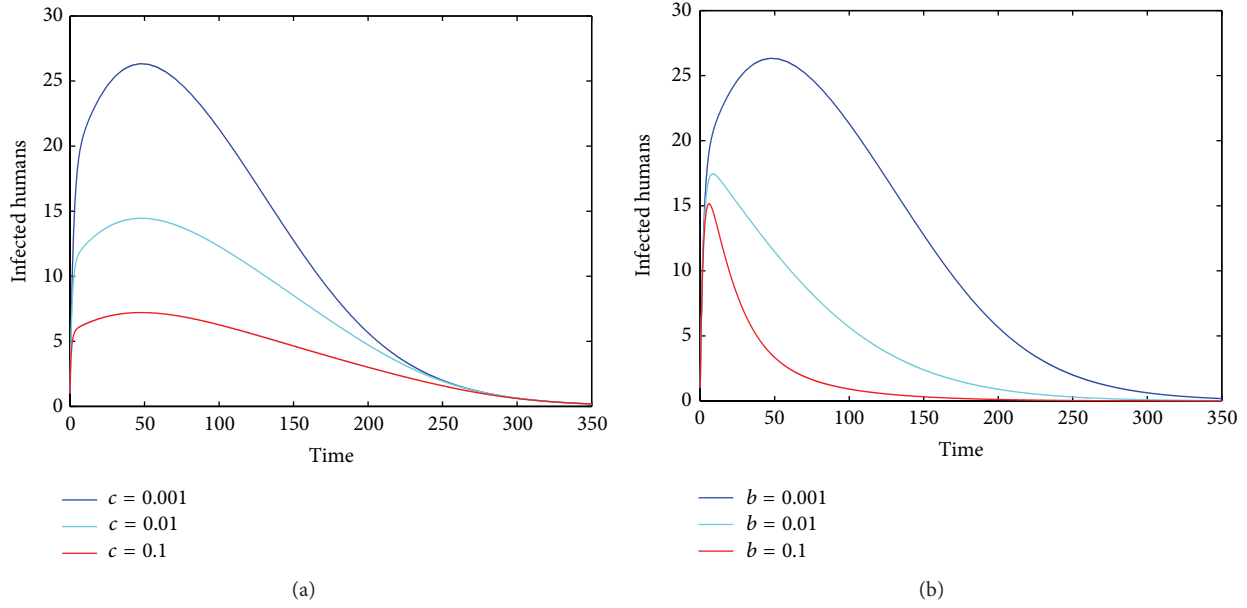 30
25
20
15
10
5
0
Infected humans
0 50 100 150 200 250 300 350
Time
c = 0.001
c = 0.01
c = 0.1
(a)
30
25
20
15
10
5
0
Infected humans
0 50 100 150 200 250 300 350
Time
b = 0.001
b = 0.01
b = 0.1
(b)